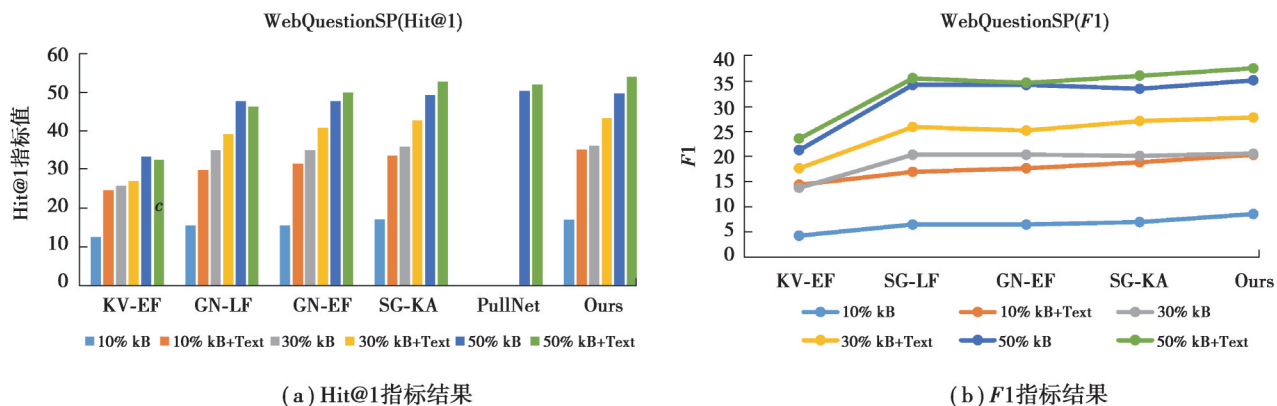 WebQuestionSP(Hit@1)
Hit@1指标值
60
50
40
30
20
10
0
c
KV-EF GN-LF GN-EF SG-KA PullNet Ours
10% kB 10% kB+Text 30% kB 30% kB+Text 50% kB 50% kB+Text
(a) Hit@1指标结果
WebQuestionSP(F1)
F1
40
35
30
25
20
15
10
5
0
KV-EF SG-LF GN-EF SG-KA Ours
10% kB 10% kB+Text 30% kB
30% kB+Text 50% kB 50% kB+Text
(b) F1指标结果